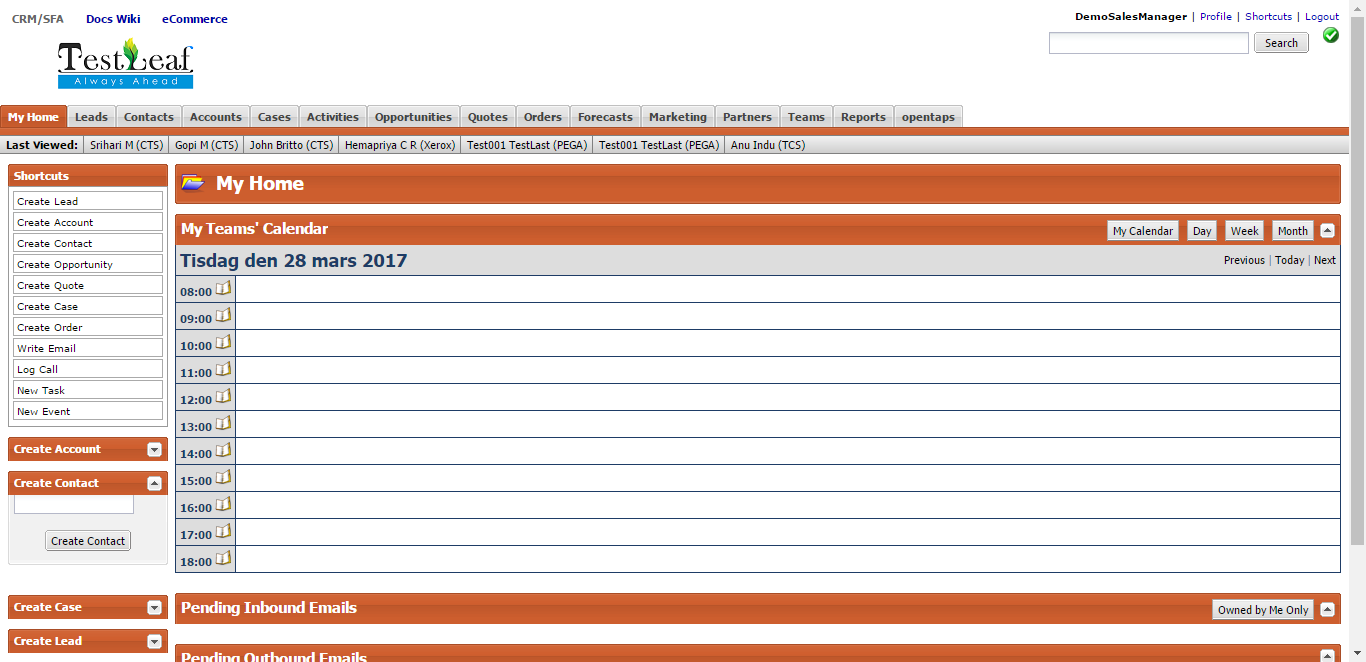 CRM/SFA Docs Wiki eCommerce
DemoSalesManager | Profile | Shortcuts | Logout
TestLeaf
Always Ahead
Search
My Home Leads Contacts Accounts Cases Activities Opportunities Quotes Orders Forecasts Marketing Partners Teams Reports opentaps
Last Viewed: Srihari M (CTS) Gopi M (CTS) John Britto (CTS) Hemapriya C R (Xerox) Test001 TestLast (PEGA) Test001 TestLast (PEGA) Anu Indu (TCS)
Shortcuts
Create Lead
Create Account
Create Contact
Create Opportunity
Create Quote
Create Case
Create Order
Write Email
Log Call
New Task
New Event
Create Account
Create Contact
Create Contact
Create Case
Create Lead
My Home
My Teams' Calendar My Calendar Day Week Month
Tisdag den 28 mars 2017 Previous | Today | Next
08:00
09:00
10:00
11:00
12:00
13:00
14:00
15:00
16:00
17:00
18:00
Pending Inbound Emails Owned by Me Only
Pending Outbound Emails